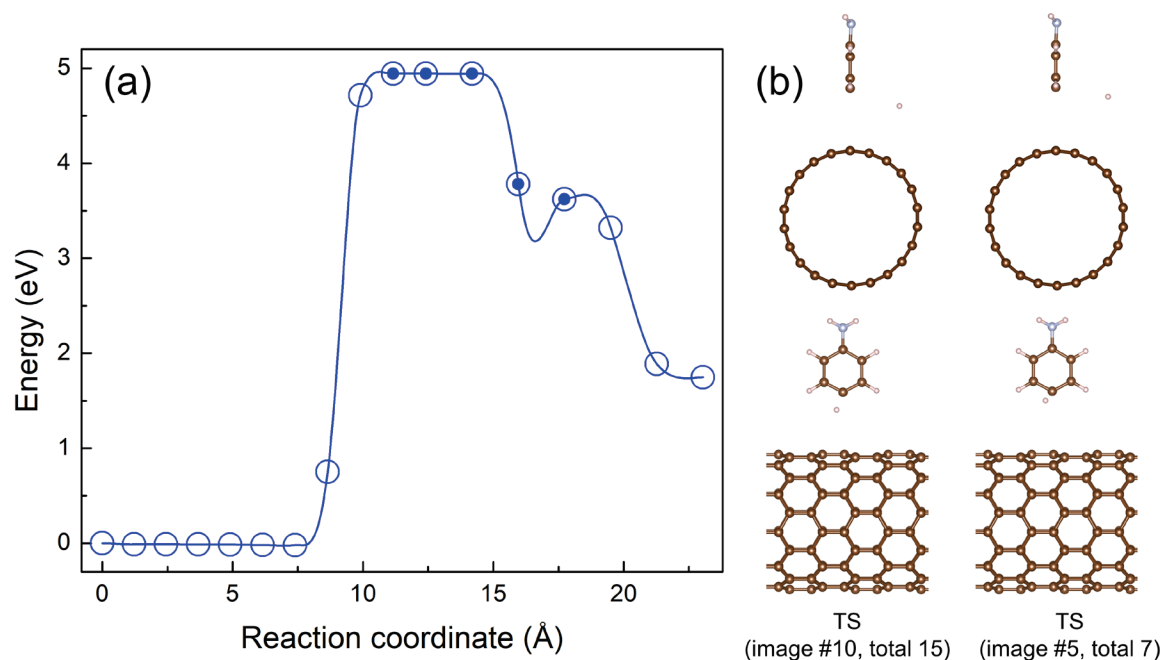 (a)
5
4
3
2
1
0
Energy (eV)
0 5 10 15 20
Reaction coordinate (Å)
(b)
TS TS
(image #10, total 15) (image #5, total 7)